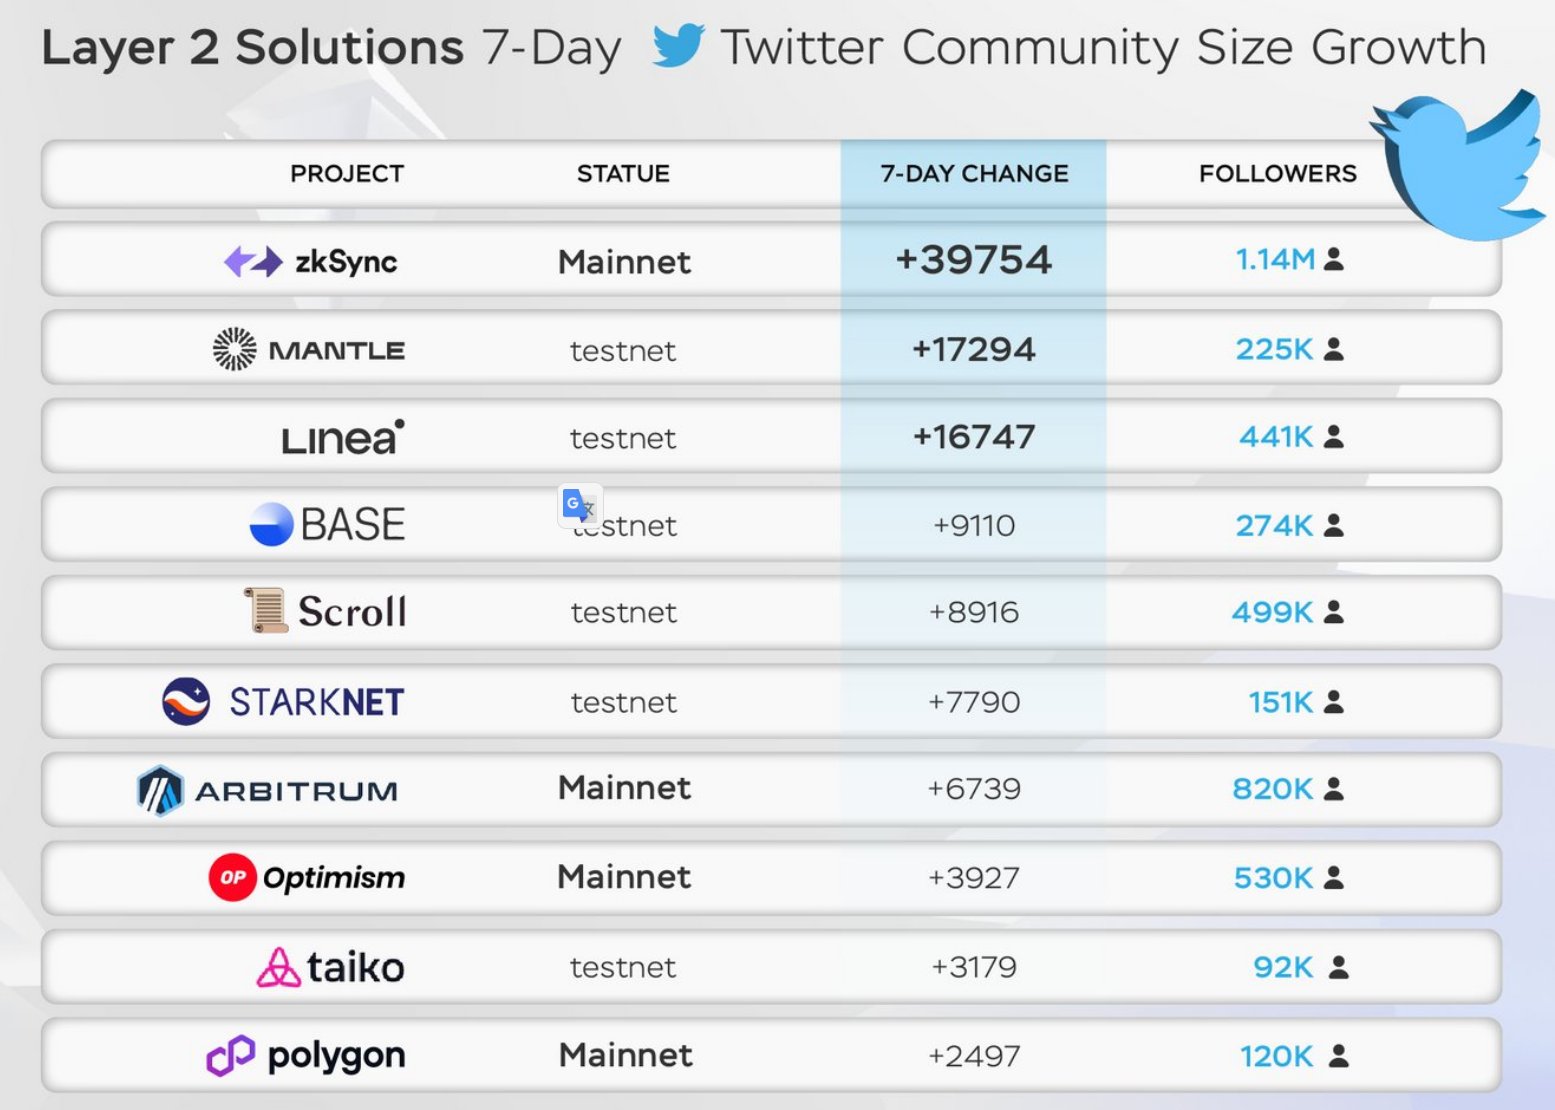 Layer 2 Solutions 7-Day Twitter Community Size Growth
PROJECT STATUE 7-DAY CHANGE FOLLOWERS
zkSync Mainnet +39754 1.14M
MANTLE testnet +17294 225K
Linea testnet +16747 441K
BASE testnet +9110 274K
Scroll testnet +8916 499K
STARKNET testnet +7790 151K
ARBITRUM Mainnet +6739 820K
OP Optimism Mainnet +3927 530K
taiko testnet +3179 92K
polygon Mainnet +2497 120K